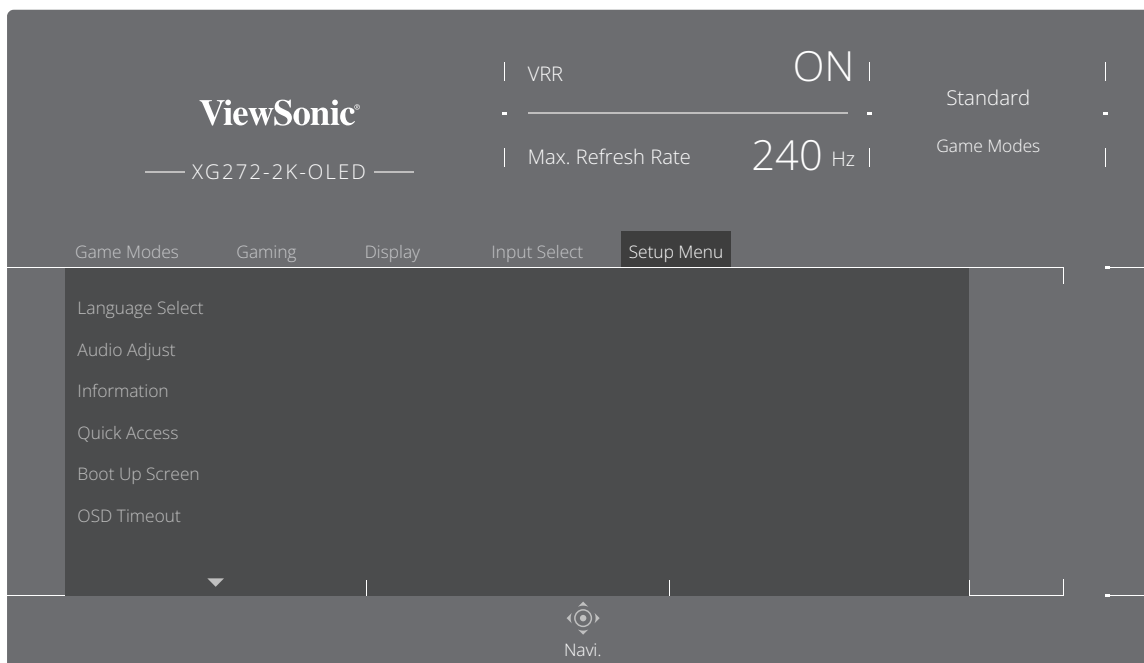 ViewSonic®
XG272-2K-OLED
VRR ON
Max. Refresh Rate 240 Hz
Standard
Game Modes
Game Modes Gaming Display Input Select Setup Menu
Language Select
Audio Adjust
Information
Quick Access
Boot Up Screen
OSD Timeout
Navi.